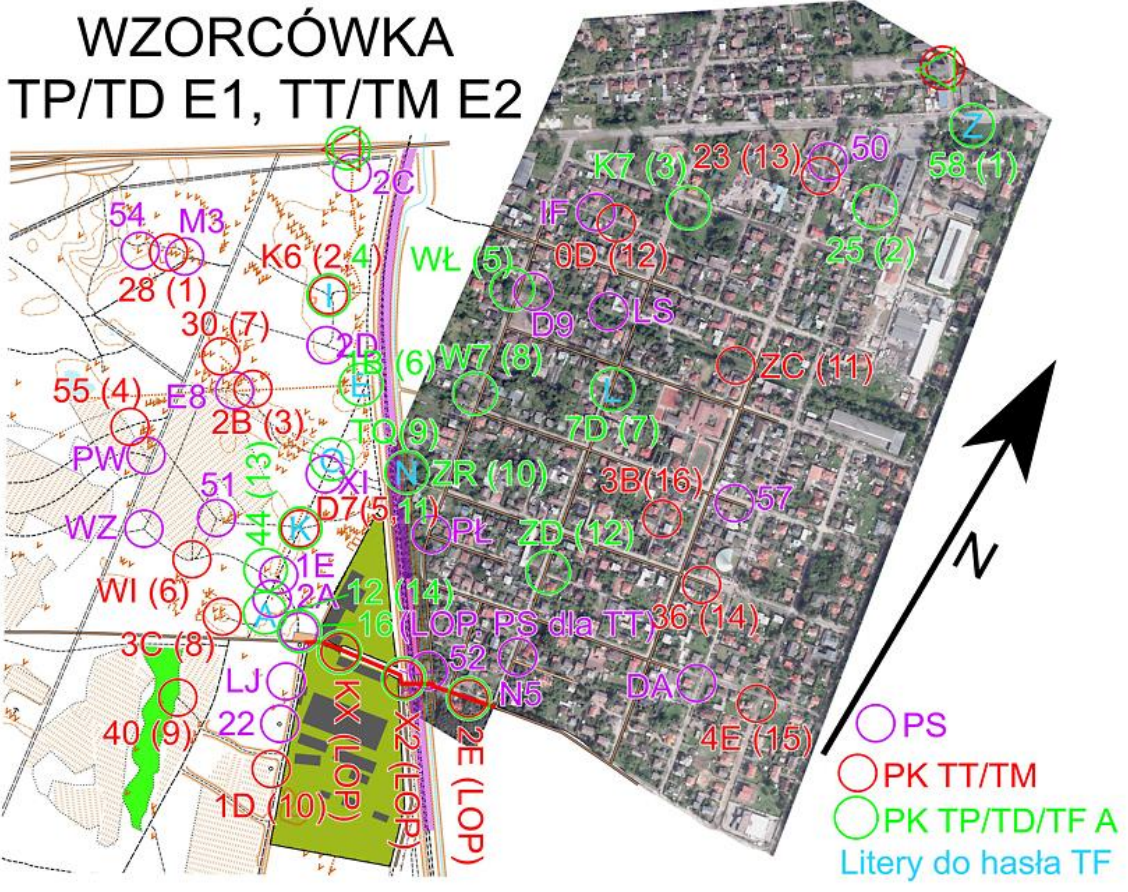 WZORCÓWKA
TP/TD E1, TT/TM E2
Z
58 (1)
50
23 (13)
K7 (3)
2C
54
M3
IF
0D (12)
25 (2)
K6 (2,4)
WŁ (5)
28 (1)
I
D9
LS
30 (7)
2D
1B (6)
W7 (8)
ZC (11)
55 (4)
E8
E
L
2B (3)
7D (7)
TO(9)
PW
O
XI
N
ZR (10)
3B(16)
57
51
44 (13)
WZ
K
D7(5,11)
PŁ
ZD (12)
1E
WI (6)
2A
12 (14)
36 (14)
A
16 (LOP, PS dla TT)
3C (8)
52
N5
LJ
DA
KX (LOP)
X2 (LOP)
2E (LOP)
40 (9)
22
4E (15)
1D (10)
N
PS
PK TT/TM
PK TP/TD/TF A
Litery do hasła TF